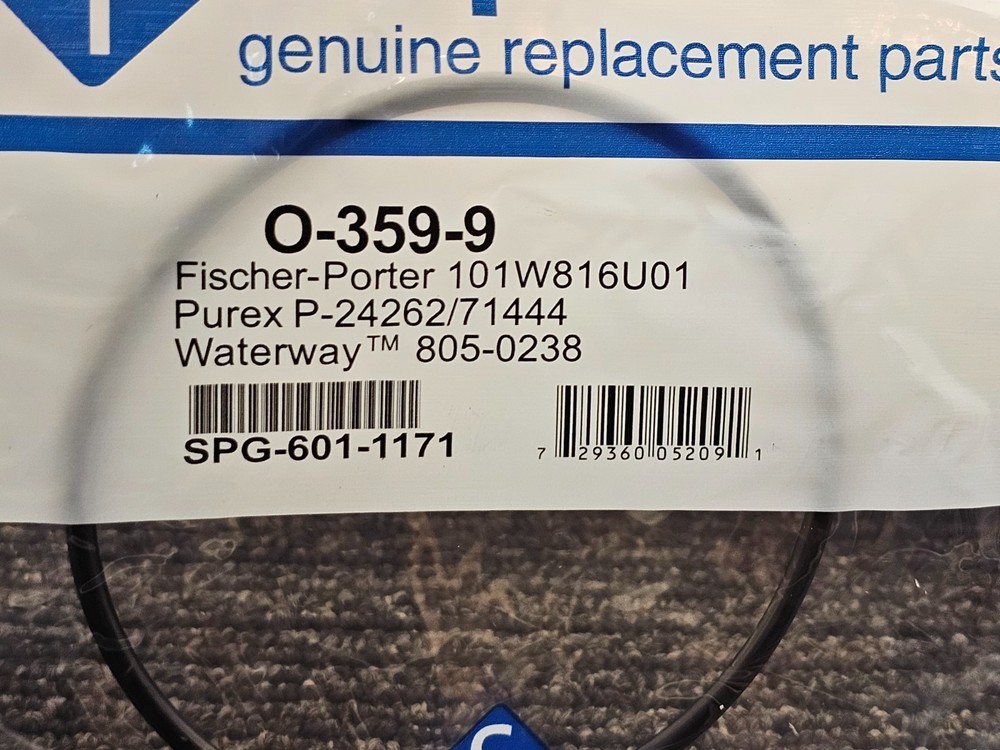 genuine replacement parts
O-359-9
Fischer-Porter 101W816U01
Purex P-24262/71444
Waterway™ 805-0238
SPG-601-1171
7 29360 05209 1